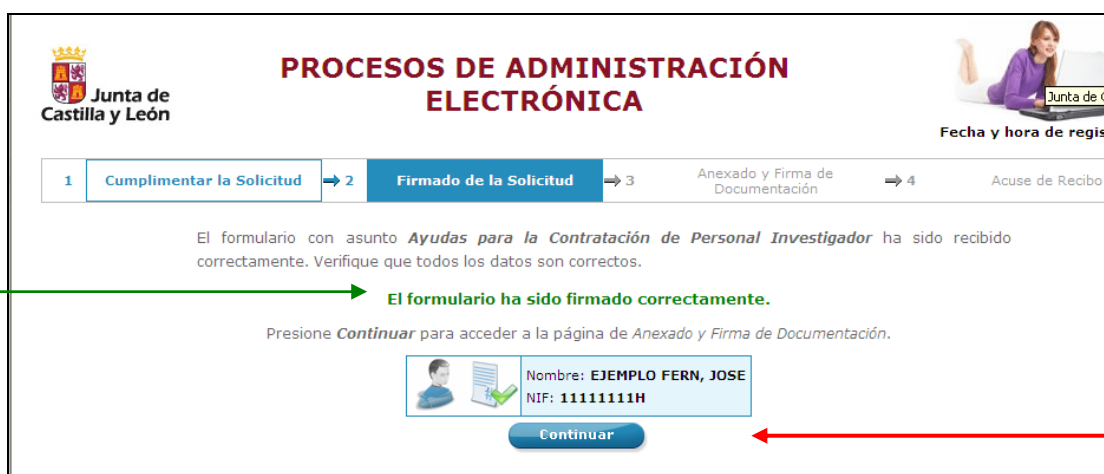 Junta de
Castilla y León
PROCESOS DE ADMINISTRACIÓN
ELECTRÓNICA
Junta de
Fecha y hora de
1 Cumplimentar la Solicitud 2 Firmado de la Solicitud 3 Anexado y Firma de
Documentación 4 Acuse de Recibo
El formulario con asunto Ayudas para la Contratación de Personal Investigador ha sido recibido
correctamente. Verifique que todos los datos son correctos.
El formulario ha sido firmado correctamente.
Presione Continuar para acceder a la página de Anexado y Firma de Documentación.
Nombre: EJEMPLO FERN, JOSE
NIF: 11111111H
Continuar